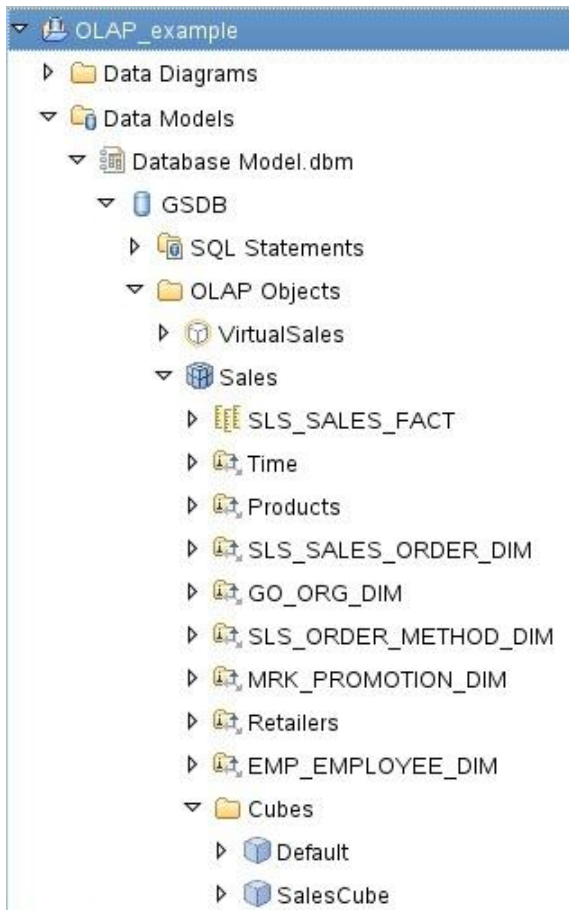 OLAP_example
Data Diagrams
Data Models
Database Model.dbm
GSDB
SQL Statements
OLAP Objects
VirtualSales
Sales
SLS_SALES_FACT
Time
Products
SLS_SALES_ORDER_DIM
GO_ORG_DIM
SLS_ORDER_METHOD_DIM
MRK_PROMOTION_DIM
Retailers
EMP_EMPLOYEE_DIM
Cubes
Default
SalesCube